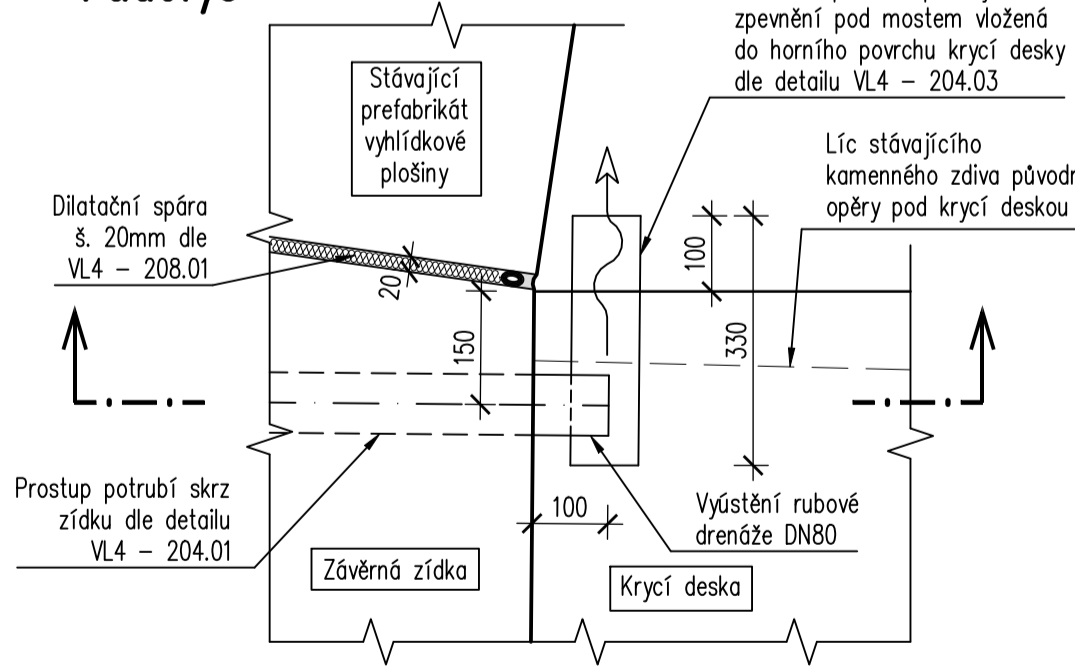 zpevnění pod mostem vložená
do horního povrchu krycí desky
dle detailu VL4 – 204.03
Stávající
prefabrikát
vyhlídkové
plošiny
Líc stávajícího
kamenného zdiva
opěry pod krycí deskou
Dilatační spára
š. 20mm dle
VL4 – 208.01
20
150
100
330
Prostup potrubí skrz
zídku dle detailu
VL4 – 204.01
100
Vyústění rubové
drenáže DN80
Závěrná zídka
Krycí deska